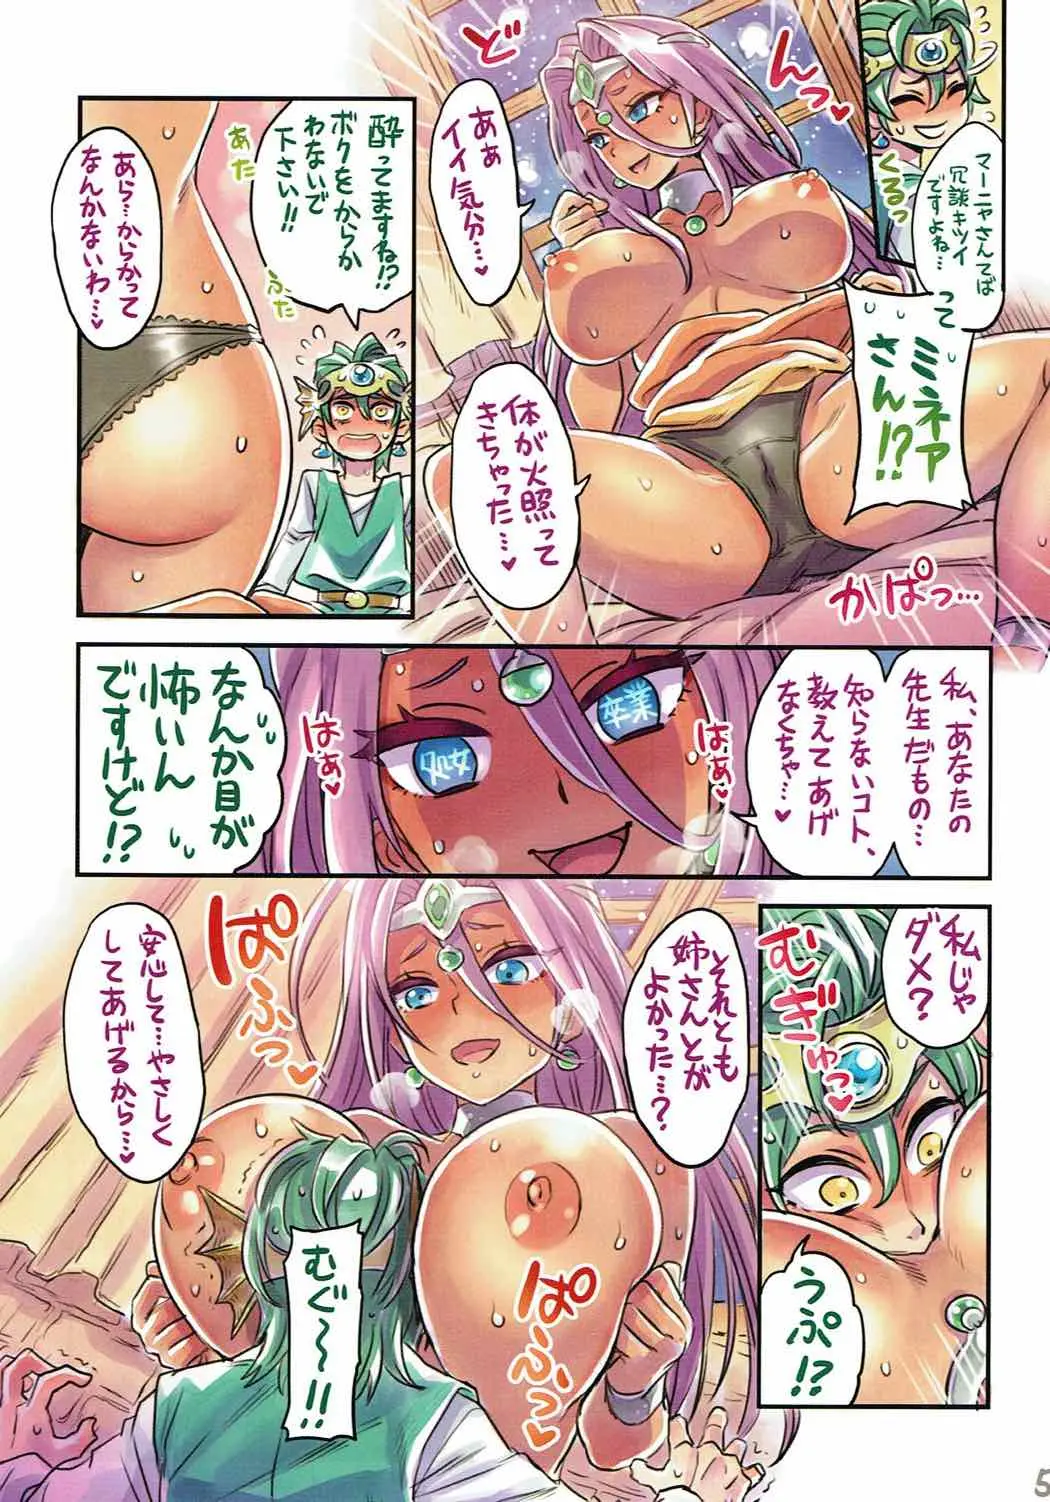 マーニャさんてば
冗談キツイ
ですよね…
くるっ
って
ミネア
さん!?
どんっ♥
あぁ
イイ気分…♥
体が火照って
きちゃった…♥
かぱっ…
酔ってますね!?
ボクをからか
わないで
下さい!!
あた
ふた
あら…からかって
なんかないわ…♥
私、あなたの
先生だもの…
知らないコト、
教えてあげ
なくちゃ…♥
はぁ♥
卒業
処女
はぁ♥
なんか目が
怖いん
ですけど!?
私じゃ
ダメ?
むぎゅっ♥
うぷ!?
それとも
姉さんとが
よかった…?
ぱふっ♥
安心して…やさしく
してあげるから…♥
むぐ〜!!
ぱふっ♥
5